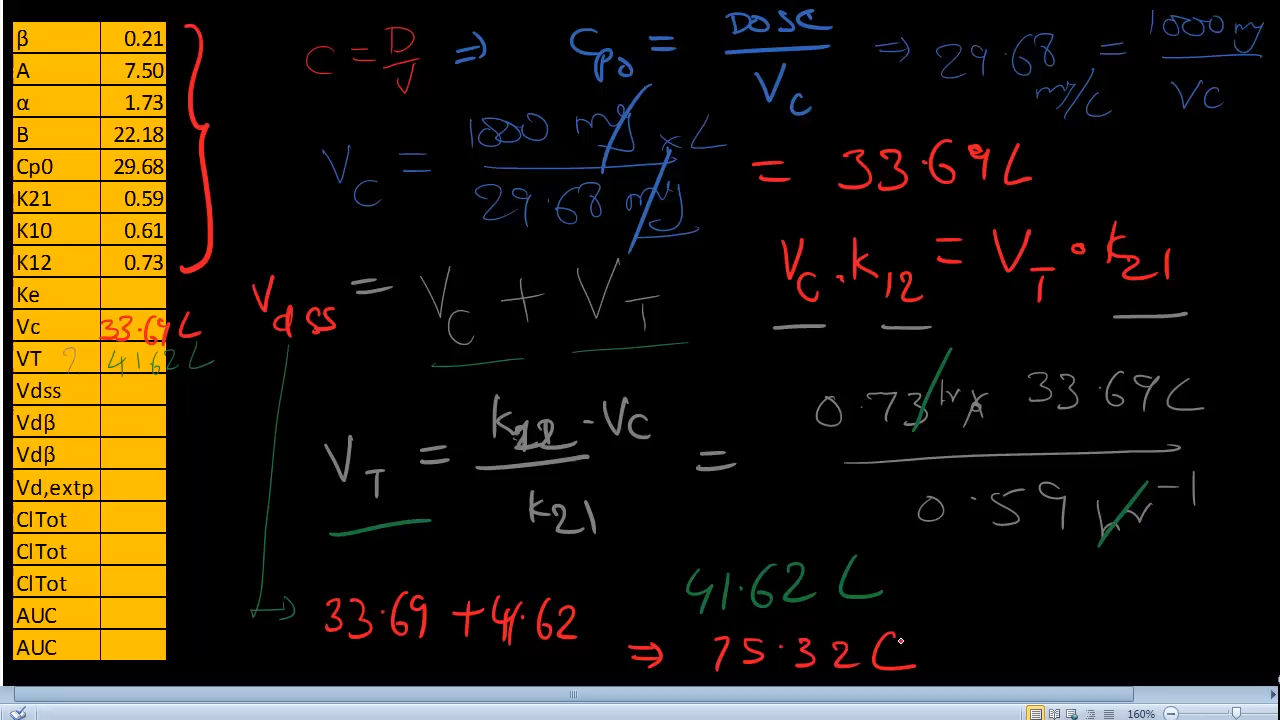 β 0.21
A 7.50
α 1.73
B 22.18
Cp0 29.68
K21 0.59
K10 0.61
K12 0.73
Ke
Vc 33.69 L
VT ? 41.62 L
Vdss
Vdβ
Vdβ
Vd,extp
ClTot
ClTot
ClTot
AUC
AUC
C = D/V ⇒ Cp0 = DOSE/Vc ⇒ 29.68 mg/L = 1000 mg/VC
VC = 1000 mg × L/29.68 mg = 33.69 L
VC . K12 = VT • K21
Vdss = VC + VT
VT = K12 - VC/K21 = 0.73 hr × 33.69 L/0.59 hr-1
41.62 L
33.69 + 41.62
⇒ 75.32 L
160%